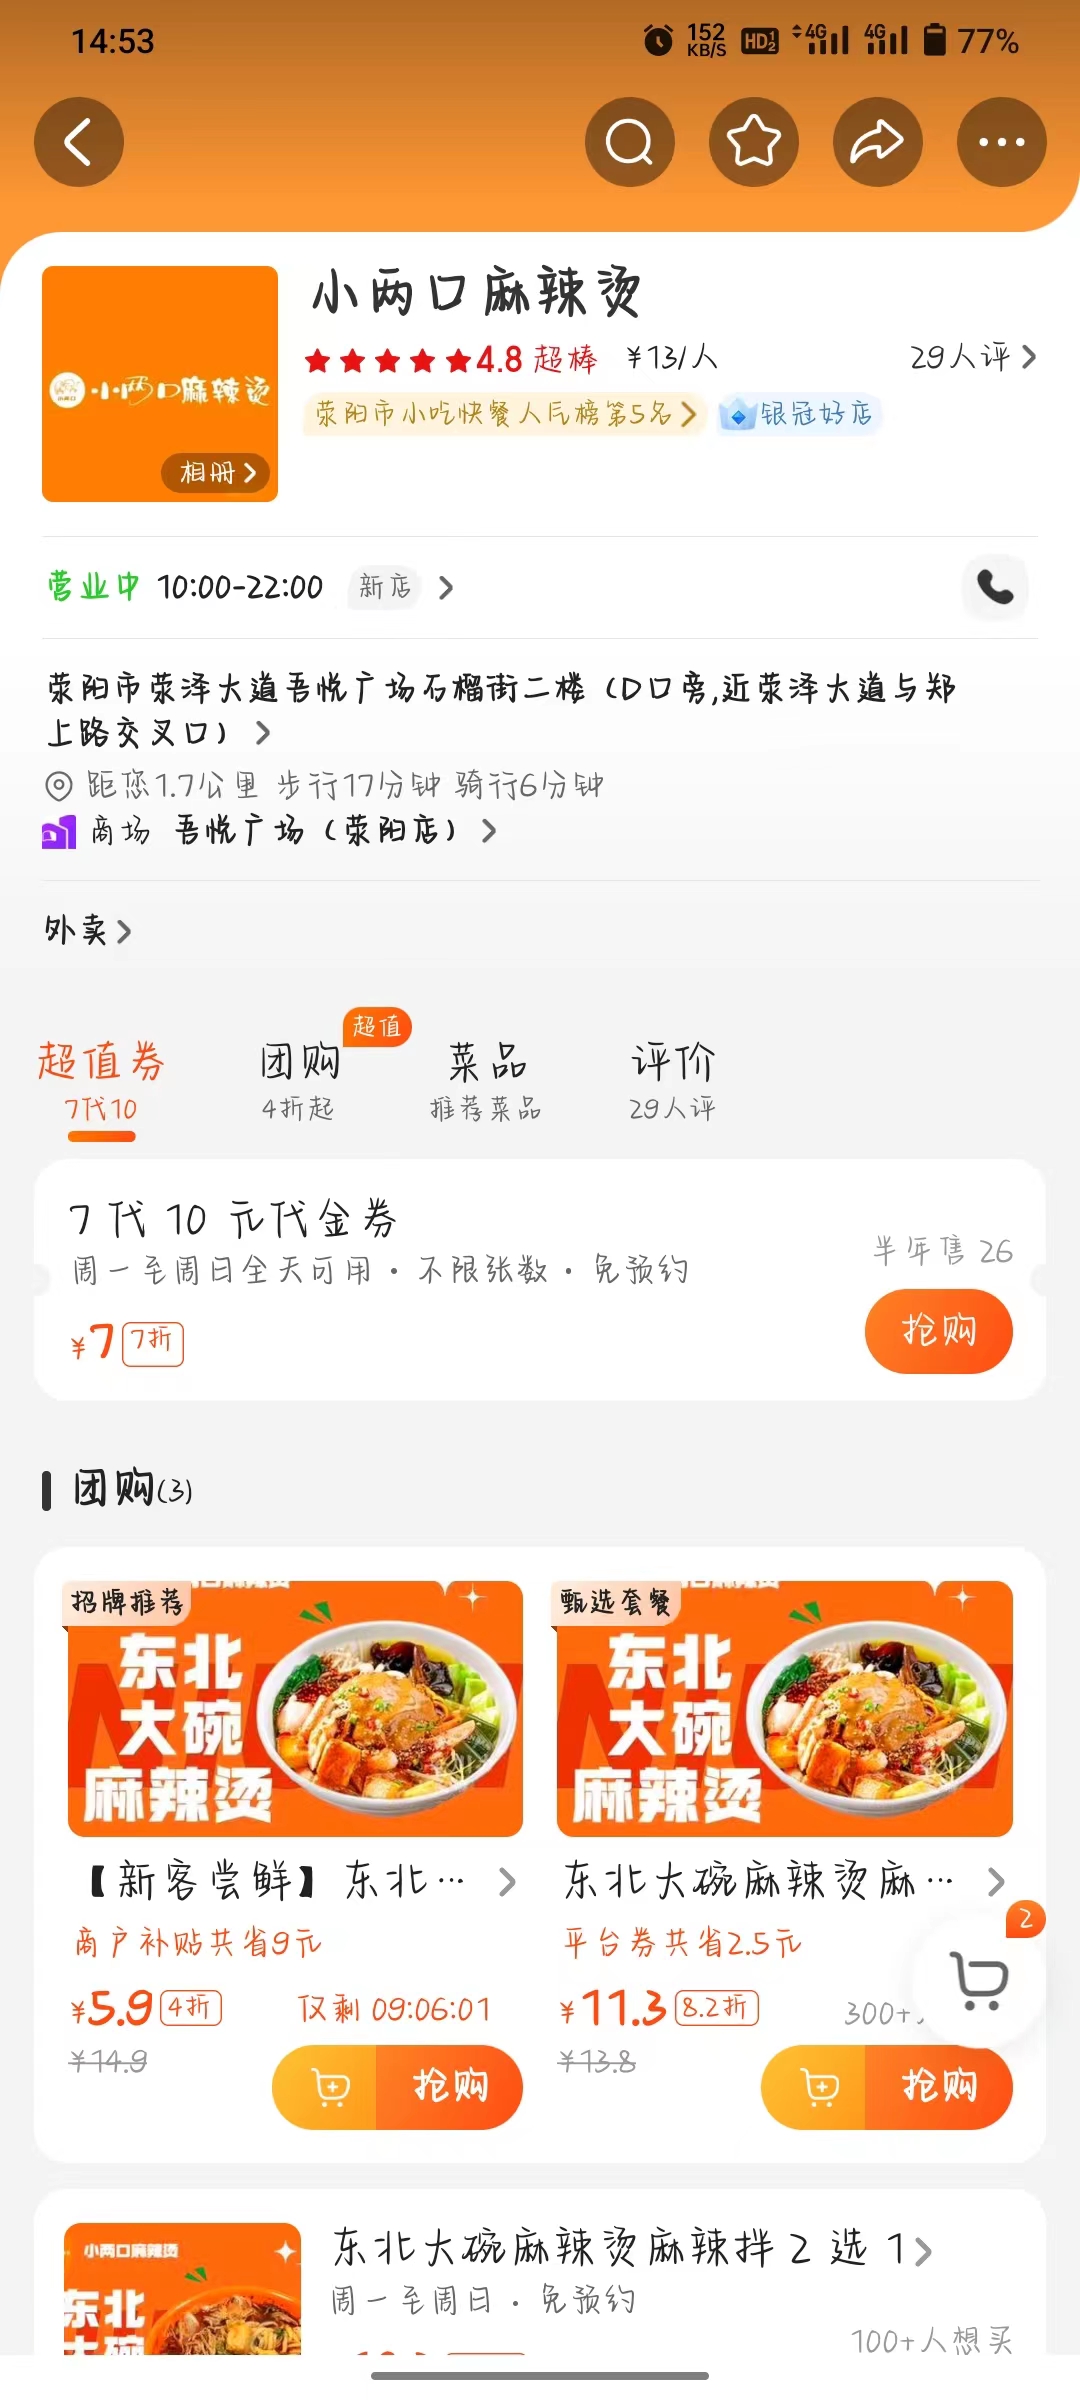 14:53
152 KB/S HD 4G 4G 77%
小两口麻辣烫
4.8 超棒 ¥13/人 29人评
荥阳市小吃快餐人气榜第5名 银冠好店
小两口麻辣烫
相册
营业中 10:00-22:00 新店
荥阳市荥泽大道吾悦广场石榴街二楼（D口旁,近荥泽大道与郑
上路交叉口）
距您1.7公里 步行17分钟 骑行6分钟
商场 吾悦广场（荥阳店）
外卖
超值
超值券 团购 菜品 评价
7代10 4折起 推荐菜品 29人评
7 代 10 元代金券
周一至周日全天可用·不限张数·免预约
半年售 26
¥7 7折
抢购
团购(3)
招牌推荐
东北
大碗
麻辣烫
甄选套餐
东北
大碗
麻辣烫
【新客尝鲜】东北…
商户补贴共省9元
¥5.9 4折 仅剩 09:06:01
¥14.9
抢购
东北大碗麻辣烫麻…
平台券共省2.5元
¥11.3 8.2折 300+
¥13.8
抢购
2
小两口麻辣烫
东北
大碗
东北大碗麻辣烫麻辣拌 2 选 1
周一至周日·免预约
100+人想买